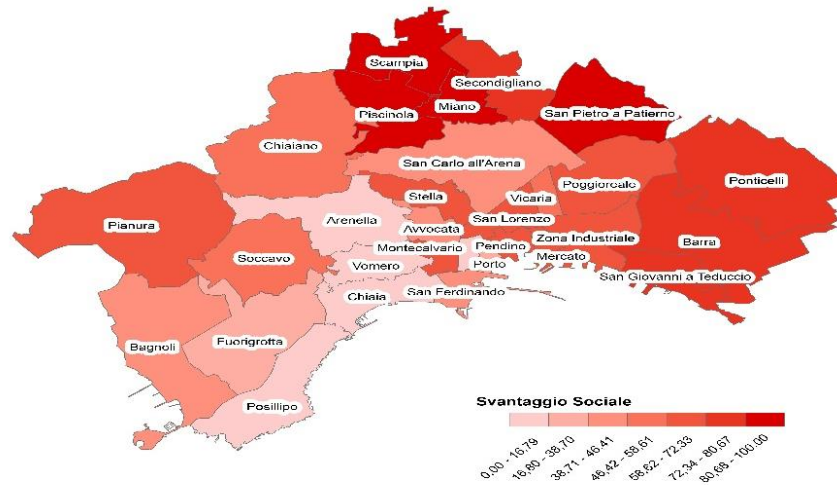 Scampia
Secondigliano
Miano
Piscinola
San Pietro a Patierno
Chiaiano
San Carlo all'Arena
Poggioreale
Ponticelli
Stella
Vicaria
Arenella
San Lorenzo
Pianura
Avvocata
Zona Industriale
Barra
Montecalvario
Pendino
Soccavo
Mercato
Vomero
Porto
San Giovanni a Teduccio
Chiaia
San Ferdinando
Fuorigrotta
Bagnoli
Posillipo
Svantaggio Sociale
0,00 - 16,79
16,80 - 38,70
38,71 - 46,41
46,42 - 58,61
58,62 - 72,33
72,34 - 80,67
80,68 - 100,00